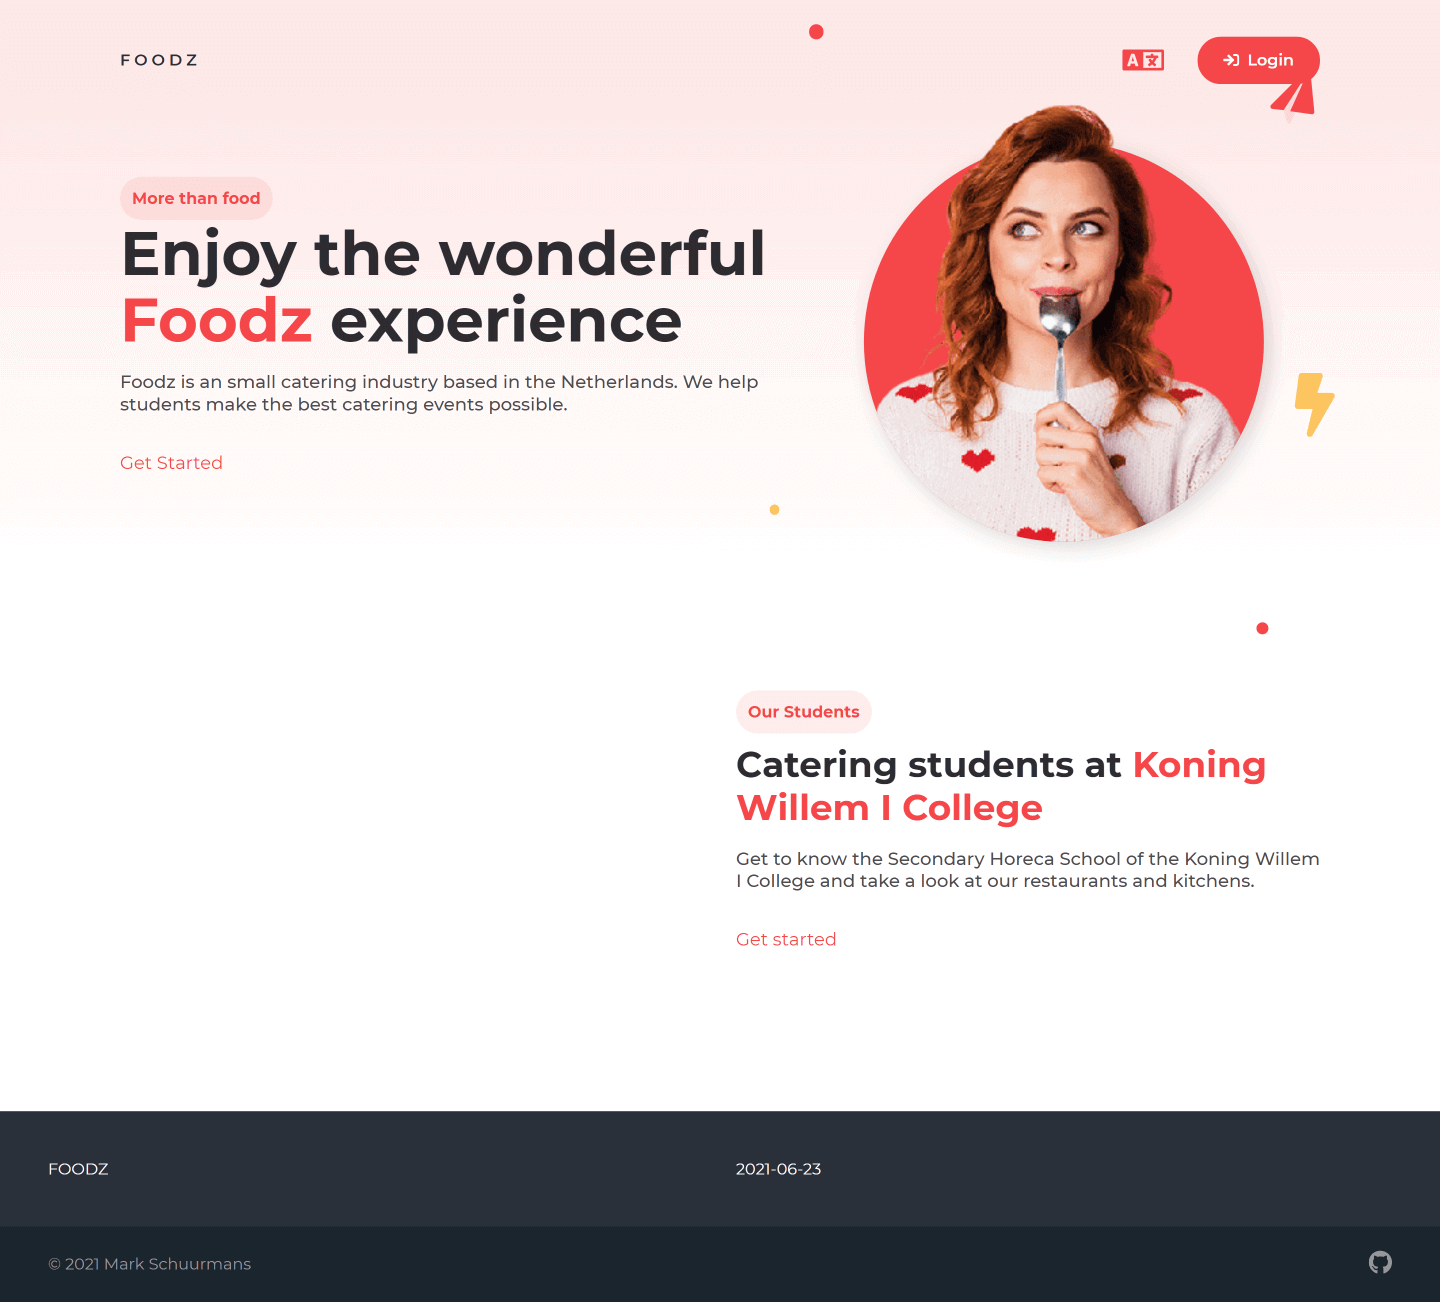 FOODZ
A 文
Login
More than food
Enjoy the wonderful
Foodz experience
Foodz is an small catering industry based in the Netherlands. We help
students make the best catering events possible.
Get Started
Our Students
Catering students at Koning
Willem I College
Get to know the Secondary Horeca School of the Koning Willem
I College and take a look at our restaurants and kitchens.
Get started
FOODZ
2021-06-23
© 2021 Mark Schuurmans